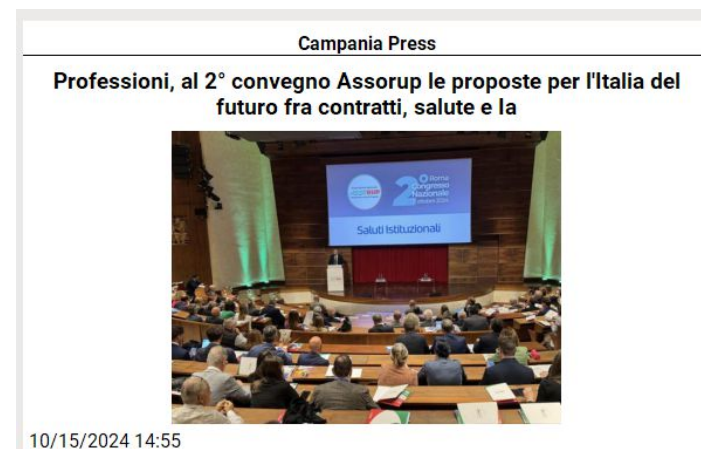 Campania Press
Professioni, al 2° convegno Assorup le proposte per l'Italia del
futuro fra contratti, salute e la
2° Roma
Congresso
Nazionale
Saluti Istituzionali
10/15/2024 14:55